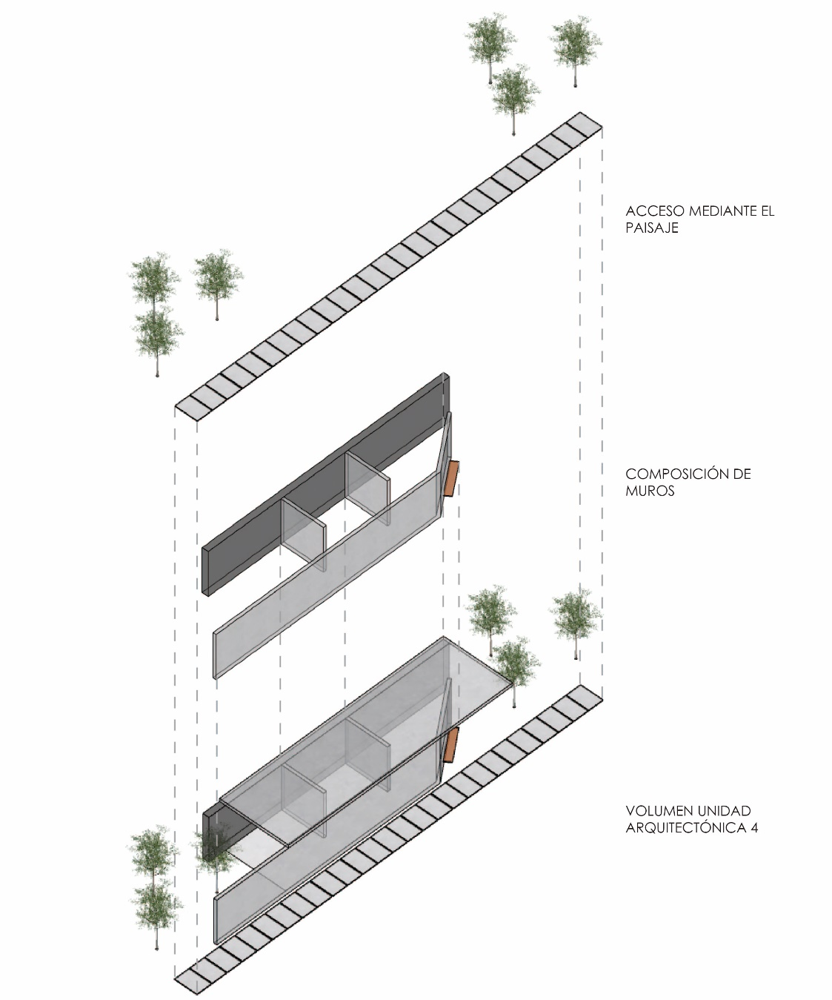 ACCESO MEDIANTE EL
PAISAJE
COMPOSICIÓN DE
MUROS
VOLUMEN UNIDAD
ARQUITECTÓNICA 4